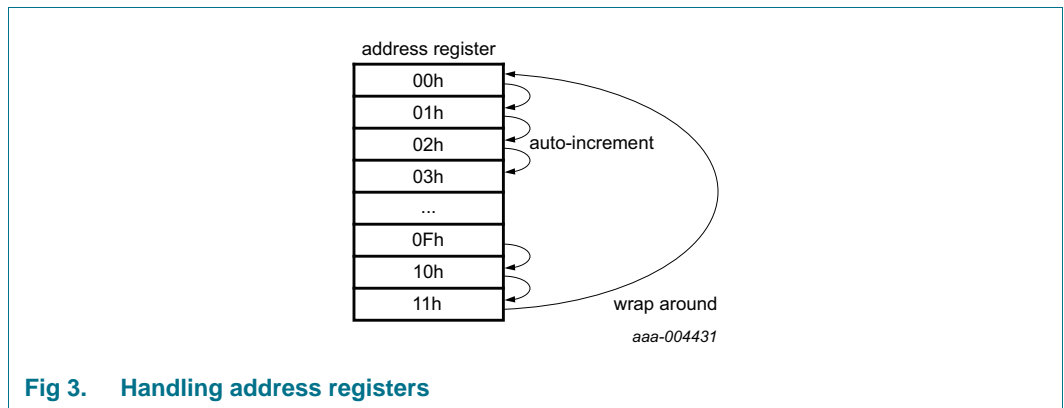 address register
00h
01h
02h
auto-increment
03h
...
0Fh
10h
11h
wrap around
aaa-004431
Fig 3. Handling address registers